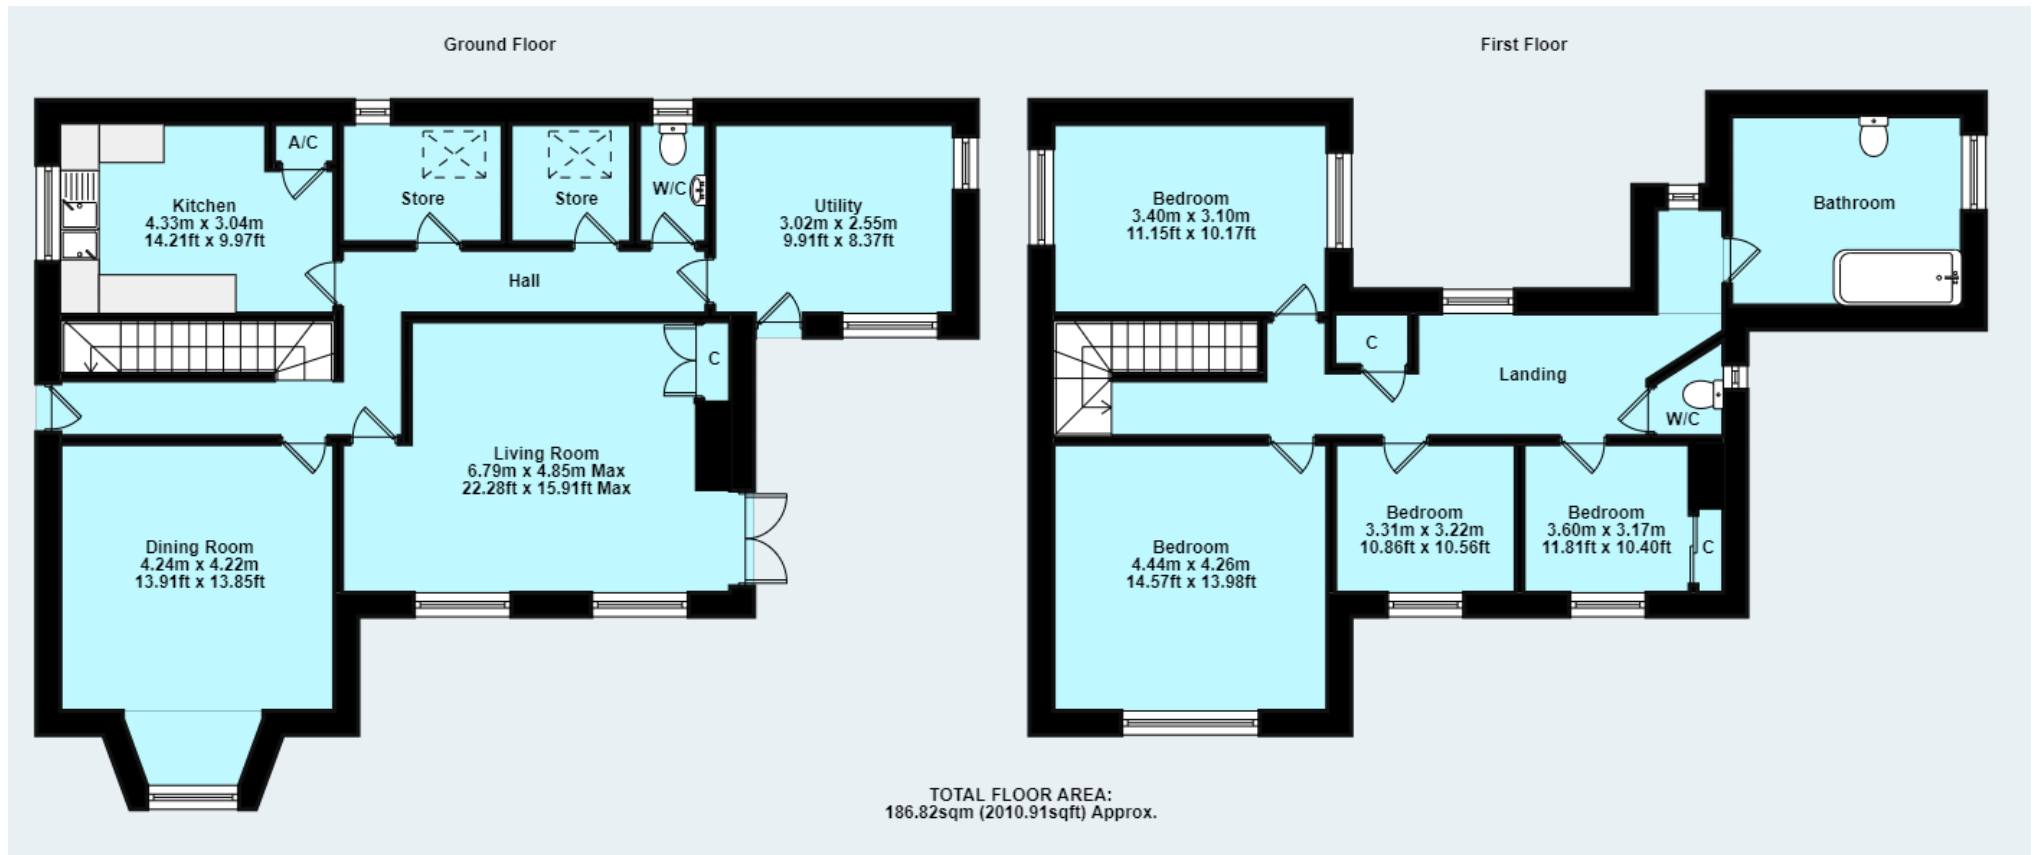 Ground Floor
First Floor
A/C
Kitchen
4.33m x 3.04m
14.21ft x 9.97ft
Store
Store
W/C
Utility
3.02m x 2.55m
9.91ft x 8.37ft
Hall
C
Living Room
6.79m x 4.85m Max
22.28ft x 15.91ft Max
Dining Room
4.24m x 4.22m
13.91ft x 13.85ft
Bedroom
3.40m x 3.10m
11.15ft x 10.17ft
Bathroom
C
Landing
W/C
Bedroom
4.44m x 4.26m
14.57ft x 13.98ft
Bedroom
3.31m x 3.22m
10.86ft x 10.56ft
Bedroom
3.60m x 3.17m
11.81ft x 10.40ft
C
TOTAL FLOOR AREA:
186.82sqm (2010.91sqft) Approx.